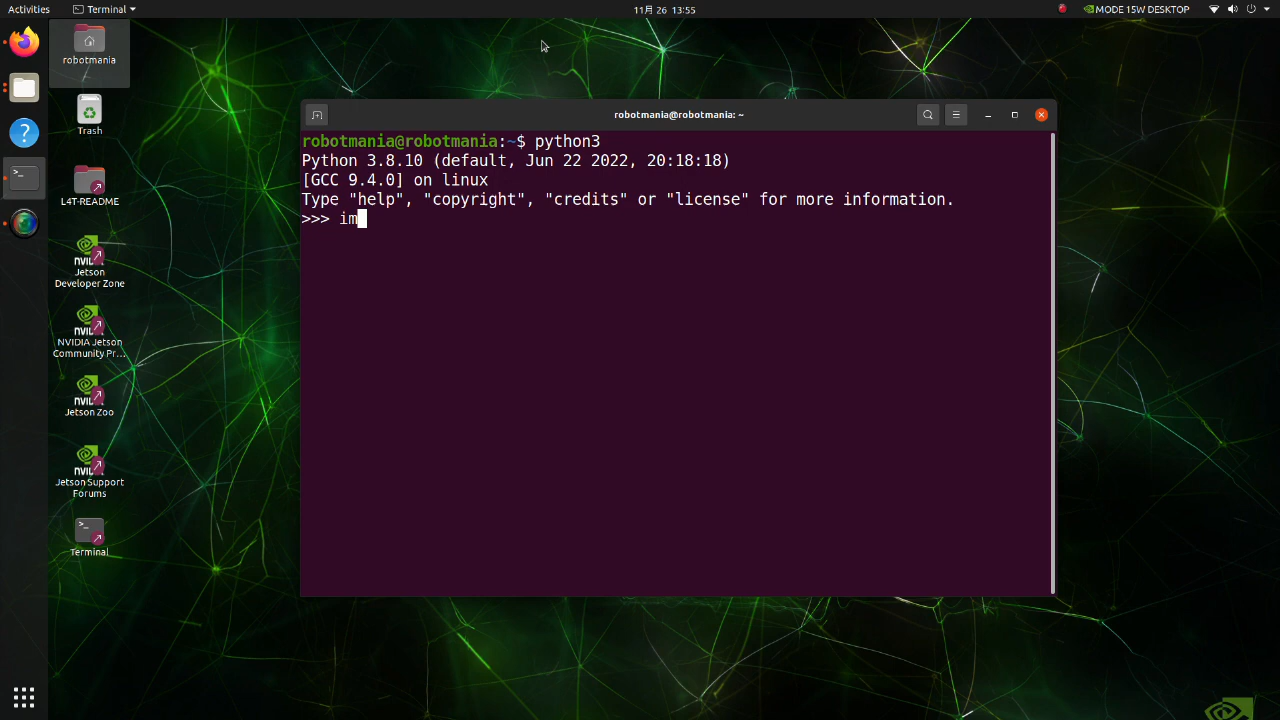 Activities
Terminal
11月 26 13:55
MODE 15W DESKTOP
robotmania
Trash
L4T-README
Jetson
Developer Zone
NVIDIA Jetson
Community Pr...
Jetson Zoo
Jetson Support
Forums
Terminal
robotmania@robotmania: ~
robotmania@robotmania:~$ python3
Python 3.8.10 (default, Jun 22 2022, 20:18:18)
[GCC 9.4.0] on linux
Type "help", "copyright", "credits" or "license" for more information.
>>> im